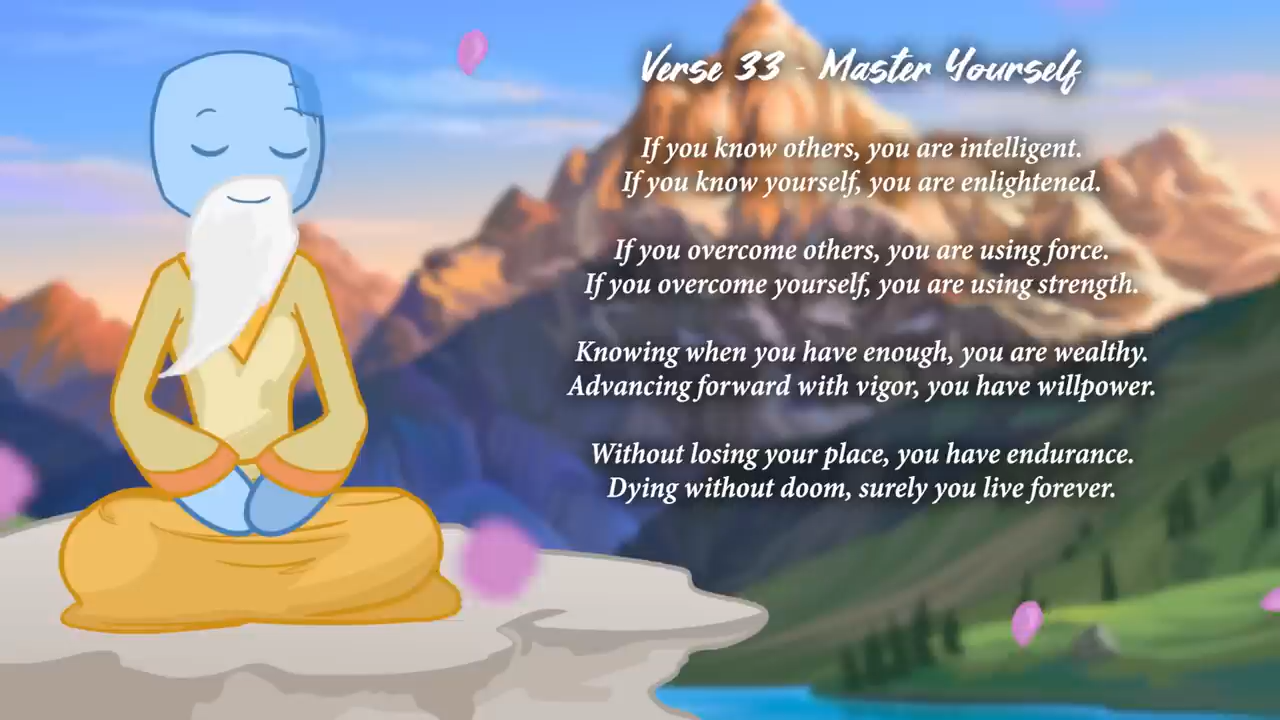 Verse 33 - Master Yourself
If you know others, you are intelligent.
If you know yourself, you are enlightened.
If you overcome others, you are using force.
If you overcome yourself, you are using strength.
Knowing when you have enough, you are wealthy.
Advancing forward with vigor, you have willpower.
Without losing your place, you have endurance.
Dying without doom, surely you live forever.